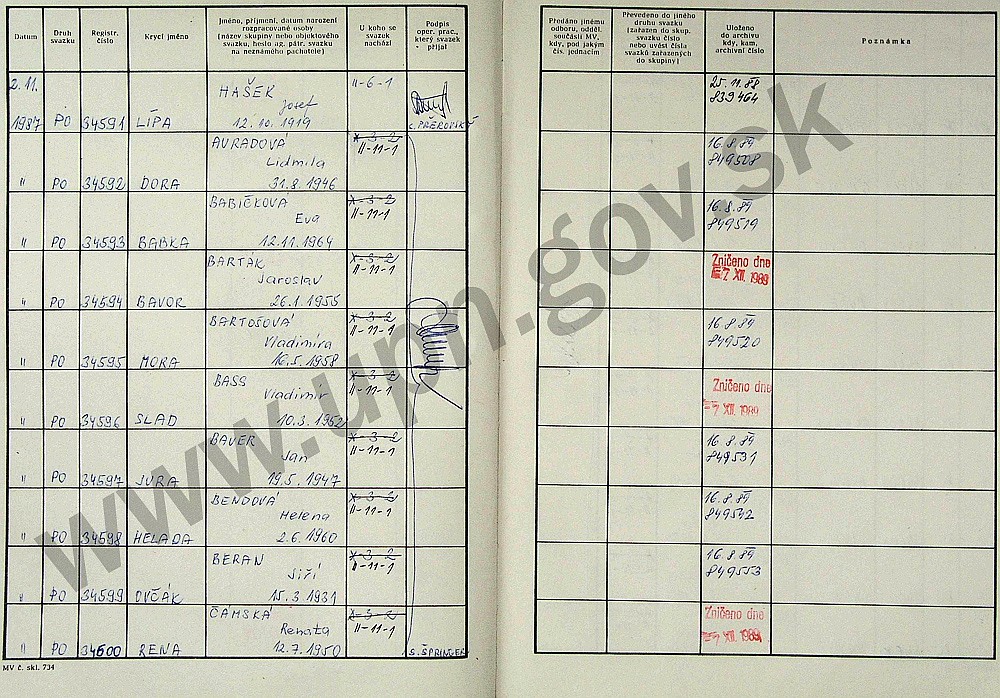 Datum
Druh
svazku
Registr.
číslo
Krycí jméno
Jméno, příjmení, datum narození
rozpracované osoby
(název skupiny nebo objektového
svazku, heslo ag. pátr. svazku
na neznámého pachatele)
U koho se
svazek
nachází
Podpis
oper. prac.,
který svazek
přijal
Předáno jinému
odboru, odděl.
součásti MV,
kdy, pod jakým
čís. jednacím
Převedeno do jiného
druhu svazku
(zařazen do skup.
svazku číslo
nebo uvést čísla
svazků zařazených
do skupiny)
Uloženo
do archivu
kdy, kam,
archivní číslo
Poznámka
2. 11.
HAŠEK
II-6-1
25. 11. 88
839464
Josef
1987 PO 34591 LÍPA 12. 10. 1919
C. PŘEROVSKÝ
AVRADOVÁ X-3-2
II-11-1
16. 8. 89
849508
Lidmila
" PO 34592 DORA 31. 8. 1946
BABIČKOVA X-3-2
II-11-1
16. 8. 89
849519
Eva
" PO 34593 BABKA 12. 11. 1964
BARTÁK X-3-2
II-11-1
Zničeno dne
7 XII. 1989
Jaroslav
" PO 34594 BAVOR 26. 1. 1955
BARTOŠOVÁ X-3-2
II-11-1
16. 8. 89
849520
Vladimíra
" PO 34595 MORA 16. 5. 1958
BASS X-3-2
II-11-1
Zničeno dne
7 XII. 1989
Vladimír
" PO 34596 SLAD 10. 3. 1962
BAUER X-3-2
II-11-1
16. 8. 89
849531
Jan
" PO 34597 JURA 19. 5. 1947
BENDOVÁ X-3-2
II-11-1
16. 8. 89
849542
Helena
" PO 34598 HELADA 2. 6. 1960
BERAN X-3-2
II-11-1
16. 8. 89
849553
Jiří
" PO 34599 OVČÁK 15. 3. 1931
ČAMSKÁ X-3-2
II-11-1
Zničeno dne
7 XII. 1989
Renata
" PO 34600 RENA 12. 7. 1950
S. ŠPRINGER
MV č. skl. 734
www.upn.gov.sk